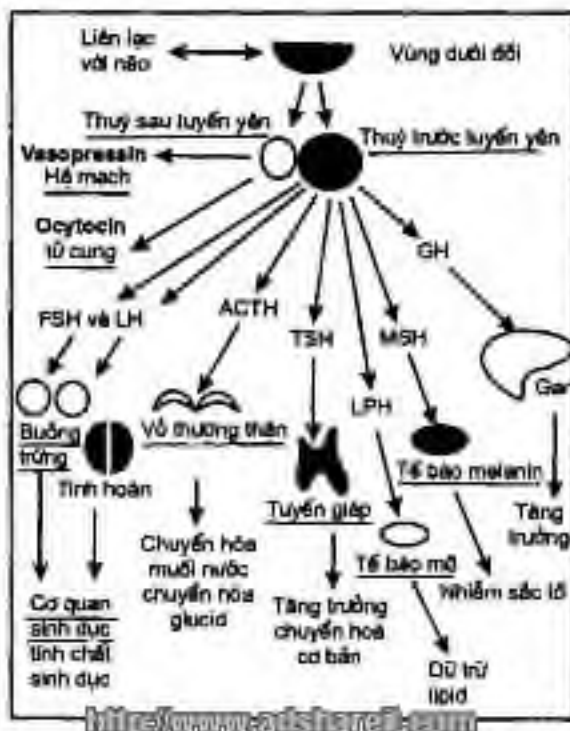 Liên lạc
với não
Vùng dưới đồi
Thuỳ sau tuyến yên
Thuỳ trước tuyến yên
Vasopressin
Hệ mạch
Ocytocin
tử cung
GH
FSH và LH
ACTH
TSH
MSH
LPH
Gan
Buồng
trứng
Tinh hoàn
Vỏ thượng thận
Tuyến giáp
Tế bào melanin
Tế bào mỡ
Tăng
trưởng
Nhiễm sắc tố
Cơ quan
sinh dục
tính chất
sinh dục
Chuyển hóa
muối nước
chuyển hóa
glucid
Tăng trưởng
chuyển hoá
cơ bản
Dữ trữ
lipid